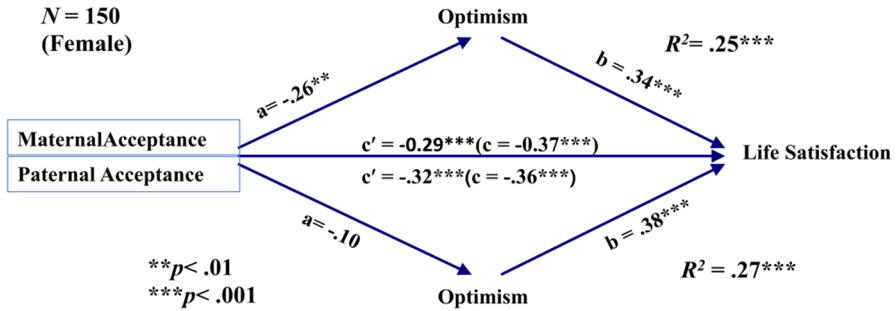 N = 150
(Female)
Optimism
R²= .25***
a= -.26**
b = .34***
MaternalAcceptance
c′ = -0.29***(c = -0.37***)
Life Satisfaction
Paternal Acceptance
c′ = -.32***(c = -.36***)
a= -.10
b = .38***
**p< .01
***p< .001
Optimism
R² = .27***